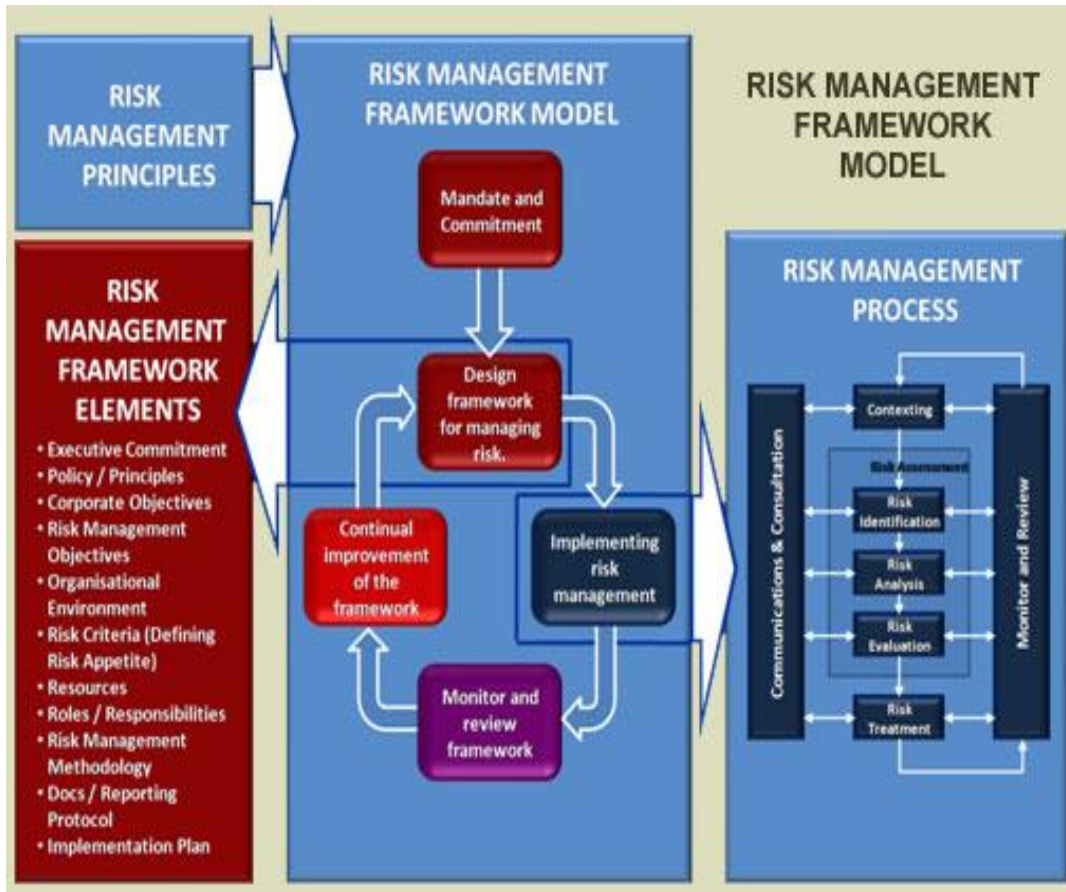 RISK
MANAGEMENT
PRINCIPLES
RISK
MANAGEMENT
FRAMEWORK
ELEMENTS
• Executive Commitment
• Policy / Principles
• Corporate Objectives
• Risk Management
Objectives
• Organisational
Environment
• Risk Criteria (Defining
Risk Appetite)
• Resources
• Roles / Responsibilities
• Risk Management
Methodology
• Docs / Reporting
Protocol
• Implementation Plan
RISK MANAGEMENT
FRAMEWORK MODEL
Mandate and
Commitment
Design
framework
for managing
risk.
Implementing
risk
management
Monitor and
review
framework
Continual
improvement
of the
framework
RISK MANAGEMENT
FRAMEWORK
MODEL
RISK MANAGEMENT
PROCESS
Communications & Consultation
Contexting
Risk Assessment
Risk
Identification
Risk
Analysis
Risk
Evaluation
Risk
Treatment
Monitor and Review